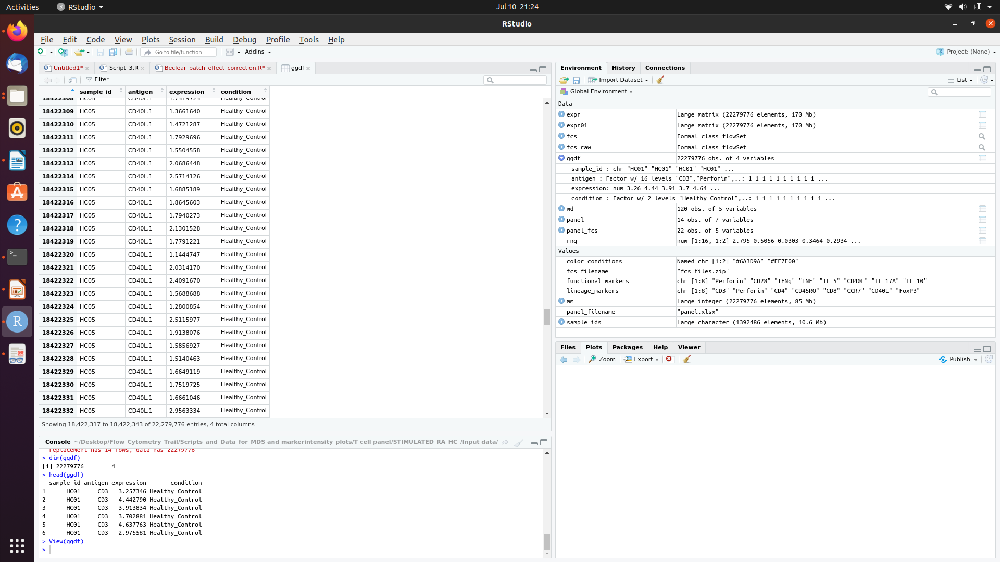 Activities RStudio Jul 10 21:24
RStudio
File Edit Code View Plots Session Build Debug Profile Tools Help
Go to file/function Addins Project: (None)
Untitled1* Script_3.R Beclear_batch_effect_correction.R* ggdf
Filter
sample_id antigen expression condition
18422308 HC05 CD40L.1 1.7519725 Healthy_Control
18422309 HC05 CD40L.1 1.3661640 Healthy_Control
18422310 HC05 CD40L.1 1.4721287 Healthy_Control
18422311 HC05 CD40L.1 1.7929696 Healthy_Control
18422312 HC05 CD40L.1 1.5504558 Healthy_Control
18422313 HC05 CD40L.1 2.0686448 Healthy_Control
18422314 HC05 CD40L.1 2.5714126 Healthy_Control
18422315 HC05 CD40L.1 1.6885189 Healthy_Control
18422316 HC05 CD40L.1 1.8645603 Healthy_Control
18422317 HC05 CD40L.1 1.7940273 Healthy_Control
18422318 HC05 CD40L.1 2.1301528 Healthy_Control
18422319 HC05 CD40L.1 1.7791221 Healthy_Control
18422320 HC05 CD40L.1 1.1444747 Healthy_Control
18422321 HC05 CD40L.1 2.0314170 Healthy_Control
18422322 HC05 CD40L.1 2.4091670 Healthy_Control
18422323 HC05 CD40L.1 1.5688688 Healthy_Control
18422324 HC05 CD40L.1 1.2800854 Healthy_Control
18422325 HC05 CD40L.1 2.5115977 Healthy_Control
18422326 HC05 CD40L.1 1.9138076 Healthy_Control
18422327 HC05 CD40L.1 1.5856927 Healthy_Control
18422328 HC05 CD40L.1 1.5140463 Healthy_Control
18422329 HC05 CD40L.1 1.6649119 Healthy_Control
18422330 HC05 CD40L.1 1.7519725 Healthy_Control
18422331 HC05 CD40L.1 1.6661046 Healthy_Control
18422332 HC05 CD40L.1 2.9563334 Healthy_Control
Showing 18,422,317 to 18,422,343 of 22,279,776 entries, 4 total columns
Console ~/Desktop/Flow_Cytometry_Trail/Scripts_and_Data_for_MDS and markerintensity_plots/T cell panel/STIMULATED_RA_HC_/Input data/
replacement has 14 rows, data has 22279776
> dim(ggdf)
[1] 22279776 4
> head(ggdf)
sample_id antigen expression condition
1 HC01 CD3 3.257346 Healthy_Control
2 HC01 CD3 4.442790 Healthy_Control
3 HC01 CD3 3.913834 Healthy_Control
4 HC01 CD3 3.702881 Healthy_Control
5 HC01 CD3 4.637763 Healthy_Control
6 HC01 CD3 2.975581 Healthy_Control
> View(ggdf)
>
Environment History Connections
Import Dataset List
Global Environment
Data
expr Large matrix (22279776 elements, 170 Mb)
expr01 Large matrix (22279776 elements, 170 Mb)
fcs Formal class flowSet
fcs_raw Formal class flowSet
ggdf 22279776 obs. of 4 variables
sample_id : chr "HC01" "HC01" "HC01" "HC01" ...
antigen : Factor w/ 16 levels "CD3","Perforin",..: 1 1 1 1 1 1 1 1 1 1 ...
expression: num 3.26 4.44 3.91 3.7 4.64 ...
condition : Factor w/ 2 levels "Healthy_Control",..: 1 1 1 1 1 1 1 1 1 1 ...
md 120 obs. of 5 variables
panel 14 obs. of 7 variables
panel_fcs 22 obs. of 5 variables
rng num [1:16, 1:2] 2.795 0.5056 0.0303 0.3464 0.2934 ...
Values
color_conditions Named chr [1:2] "#6A3D9A" "#FF7F00"
fcs_filename "fcs_files.zip"
functional_markers chr [1:8] "Perforin" "CD28" "IFNg" "TNF" "IL_5" "CD40L" "IL_17A" "IL_10"
lineage_markers chr [1:8] "CD3" "Perforin" "CD4" "CD45RO" "CD8" "CCR7" "CD40L" "FoxP3"
mm Large integer (22279776 elements, 85 Mb)
panel_filename "panel.xlsx"
sample_ids Large character (1392486 elements, 10.6 Mb)
Files Plots Packages Help Viewer
Zoom Export Publish